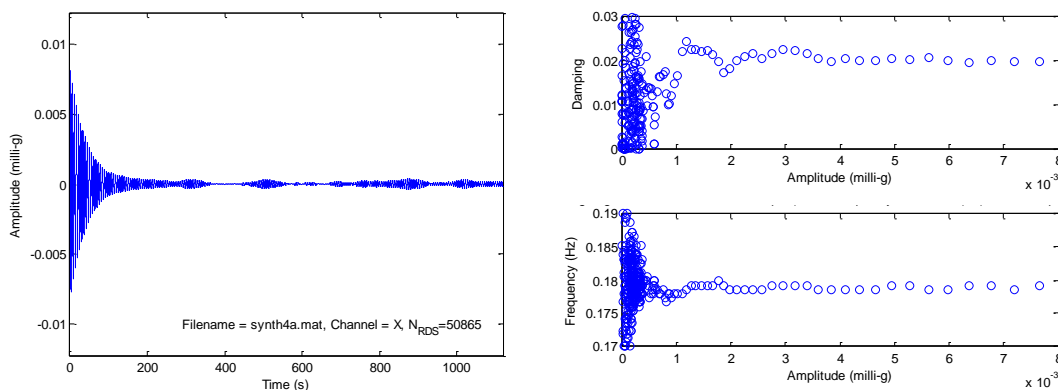 0.01
0.005
0
-0.005
-0.01
Amplitude (milli-g)
Filename = synth4a.mat, Channel = X, N_RDS=50865
0 200 400 600 800 1000
Time (s)
0.03
0.02
0.01
0
Damping
0 1 2 3 4 5 6 7 8
Amplitude (milli-g)
x 10^-3
0.19
0.185
0.18
0.175
0.17
Frequency (Hz)
0 1 2 3 4 5 6 7 8
Amplitude (milli-g)
x 10^-3